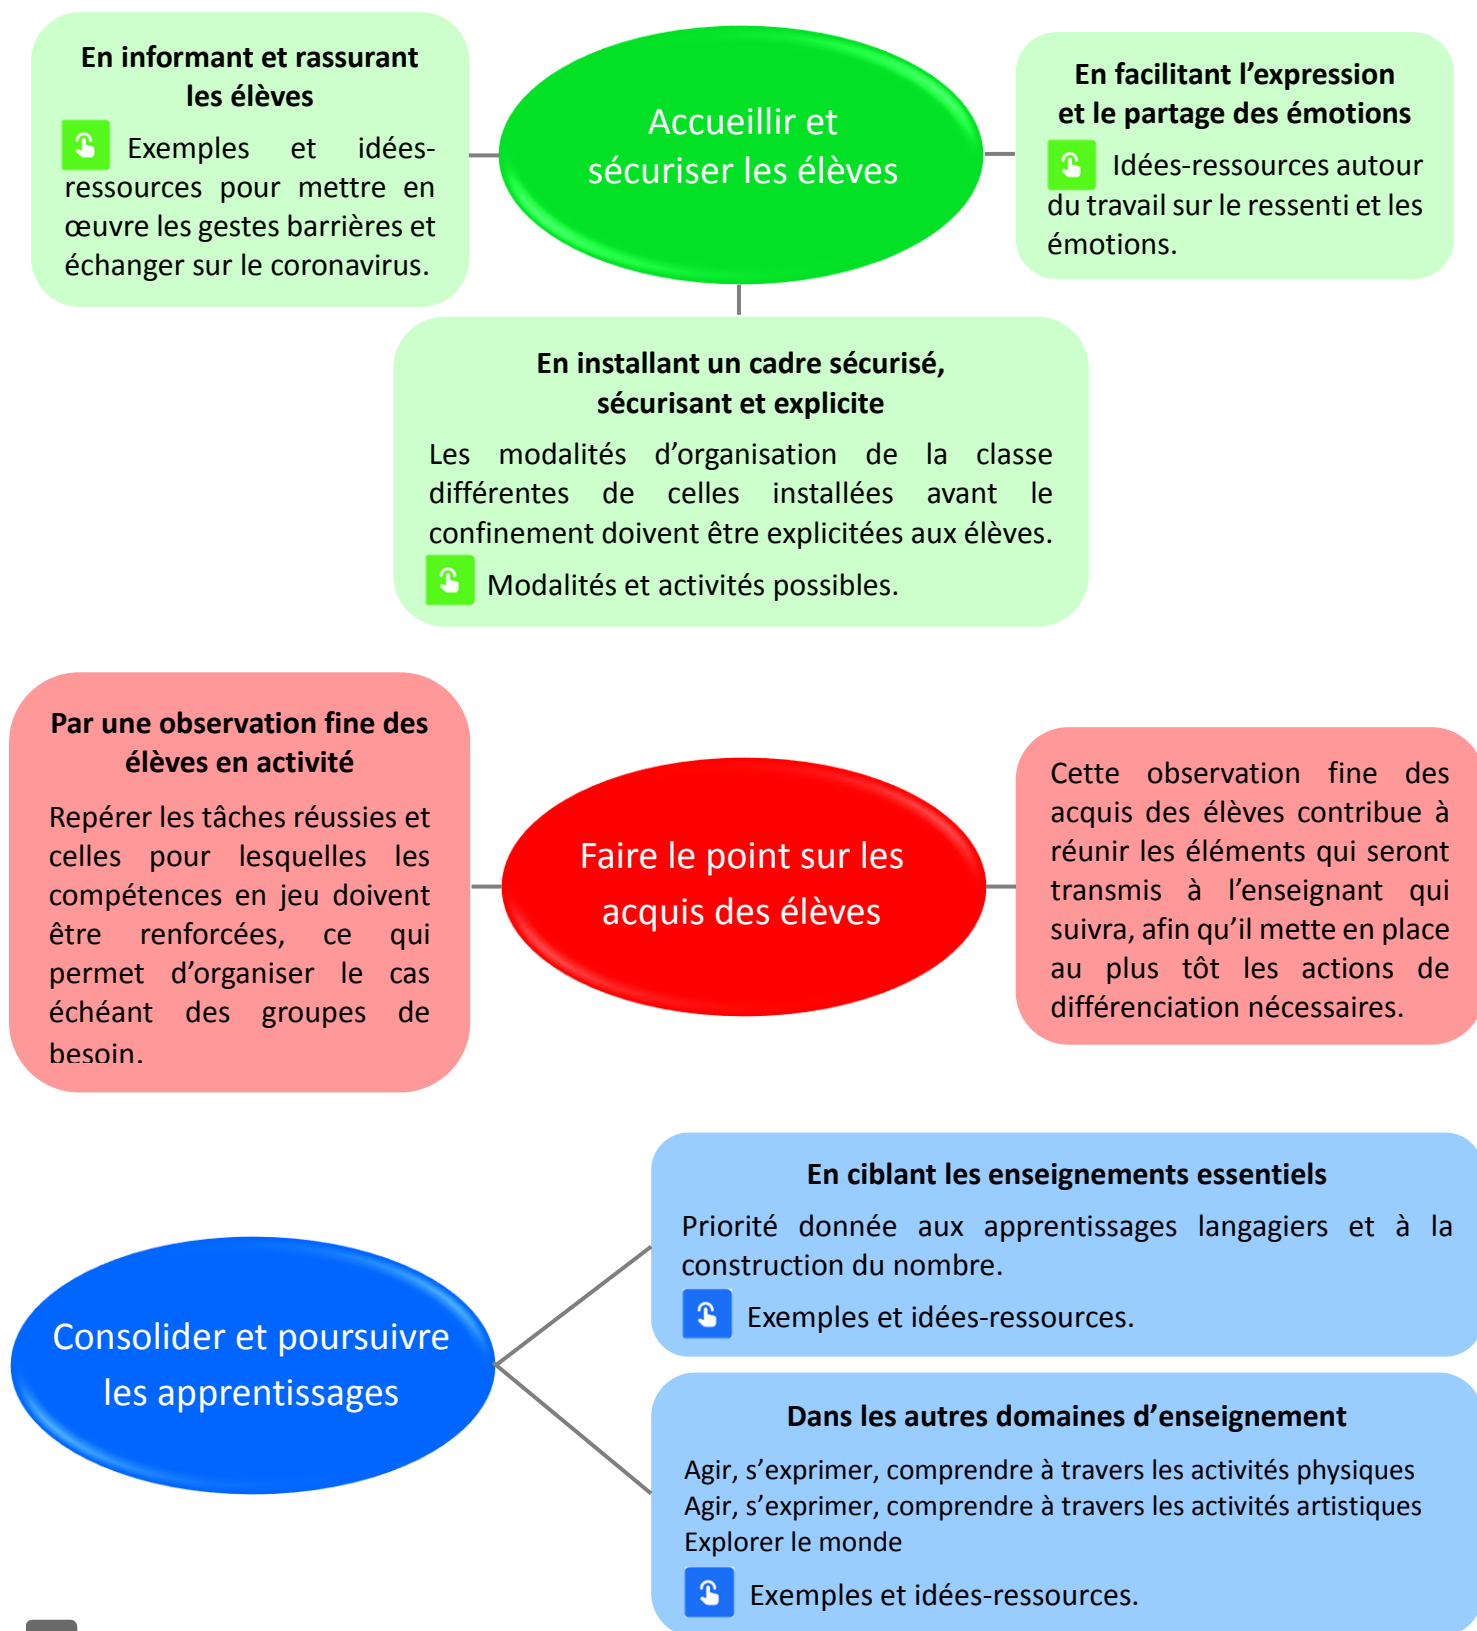 En informant et rassurant
les élèves
Exemples et idées-
ressources pour mettre en
œuvre les gestes barrières et
échanger sur le coronavirus.
Accueillir et
sécuriser les élèves
En facilitant l’expression
et le partage des émotions
Idées-ressources autour
du travail sur le ressenti et les
émotions.
En installant un cadre sécurisé,
sécurisant et explicite
Les modalités d’organisation de la classe
différentes de celles installées avant le
confinement doivent être explicitées aux élèves.
Modalités et activités possibles.
Par une observation fine des
élèves en activité
Repérer les tâches réussies et
celles pour lesquelles les
compétences en jeu doivent
être renforcées, ce qui
permet d’organiser le cas
échéant des groupes de
besoin.
Faire le point sur les
acquis des élèves
Cette observation fine des
acquis des élèves contribue à
réunir les éléments qui seront
transmis à l’enseignant qui
suivra, afin qu’il mette en place
au plus tôt les actions de
différenciation nécessaires.
Consolider et poursuivre
les apprentissages
En ciblant les enseignements essentiels
Priorité donnée aux apprentissages langagiers et à la
construction du nombre.
Exemples et idées-ressources.
Dans les autres domaines d’enseignement
Agir, s’exprimer, comprendre à travers les activités physiques
Agir, s’exprimer, comprendre à travers les activités artistiques
Explorer le monde
Exemples et idées-ressources.